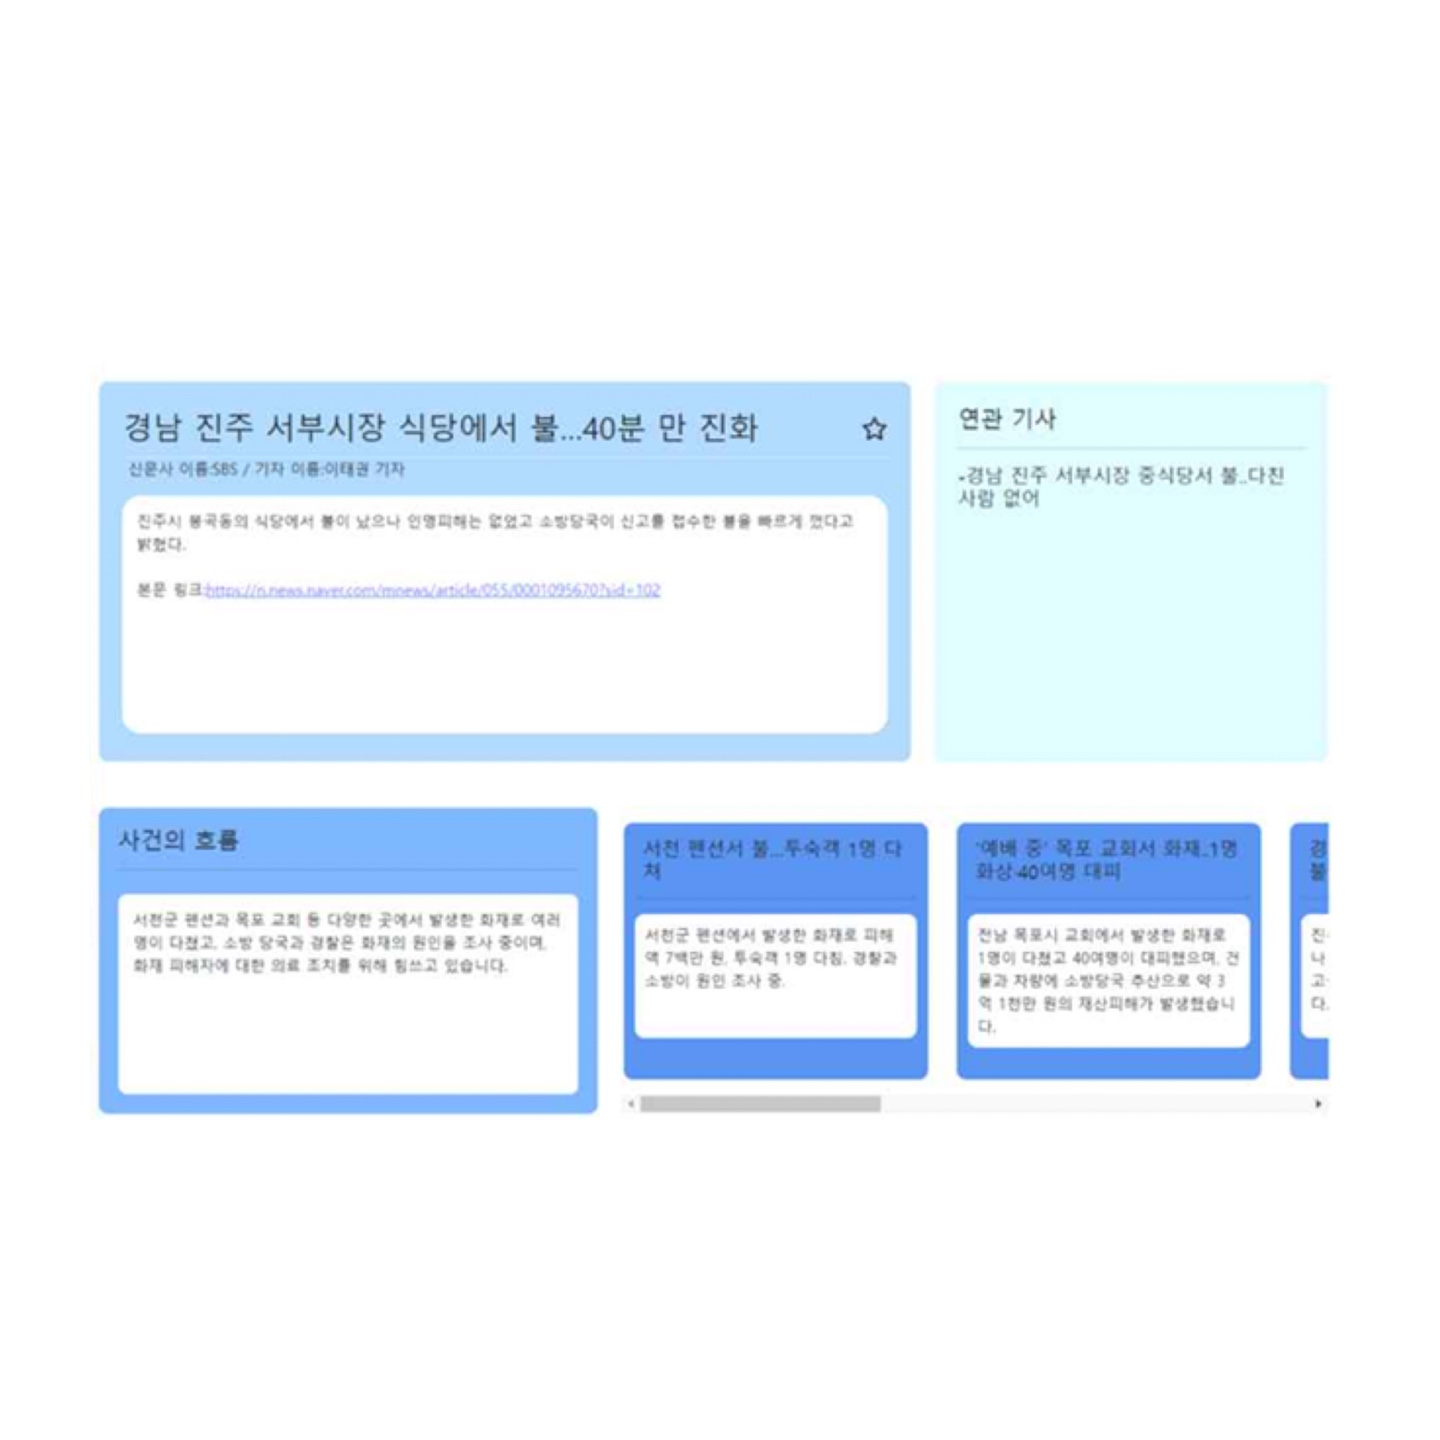 경남 진주 서부시장 식당에서 불...40분 만 진화
신문사 이름:SBS / 기자 이름:이태권 기자
진주시 봉곡동의 식당에서 불이 났으나 인명피해는 없었고 소방당국이 신고를 접수한 불을 빠르게 껐다고
밝혔다.
본문 링크:https://n.news.naver.com/mnews/article/055/0001095670?sid=102
연관 기사
-경남 진주 서부시장 중식당서 불..다친
사람 없어
사건의 흐름
서천군 펜션과 목포 교회 등 다양한 곳에서 발생한 화재로 여러
명이 다쳤고, 소방 당국과 경찰은 화재의 원인을 조사 중이며,
화재 피해자에 대한 의료 조치를 위해 힘쓰고 있습니다.
서천 펜션서 불...투숙객 1명 다
쳐
서천군 펜션에서 발생한 화재로 피해
액 7백만 원, 투숙객 1명 다침. 경찰과
소방이 원인 조사 중.
'예배 중' 목포 교회서 화재..1명
화상·40여명 대피
전남 목포시 교회에서 발생한 화재로
1명이 다쳤고 40여명이 대피했으며, 건
물과 차량에 소방당국 추산으로 약 3
억 1천만 원의 재산피해가 발생했습니
다.
경
불
진
나
고
다.